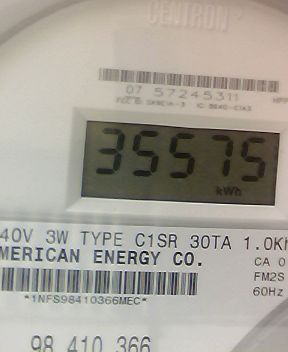 CENTRON
07 57245311
35575
kWh
40V 3W TYPE C1SR 30TA 1.0Kh
MERICAN ENERGY CO.
CA 0
FM2S
60Hz
*1NFS98410366MEC*
98 410 366